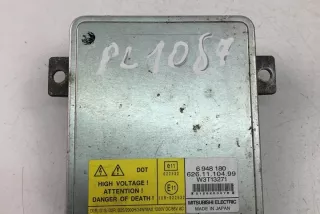 PL1087
DOT
HIGH VOLTAGE!
ATTENTION!
DANGER OF DEATH!
6 948 180
626.11.104.99
W3T13271
MITSUBISHI ELECTRIC
MADE IN JAPAN